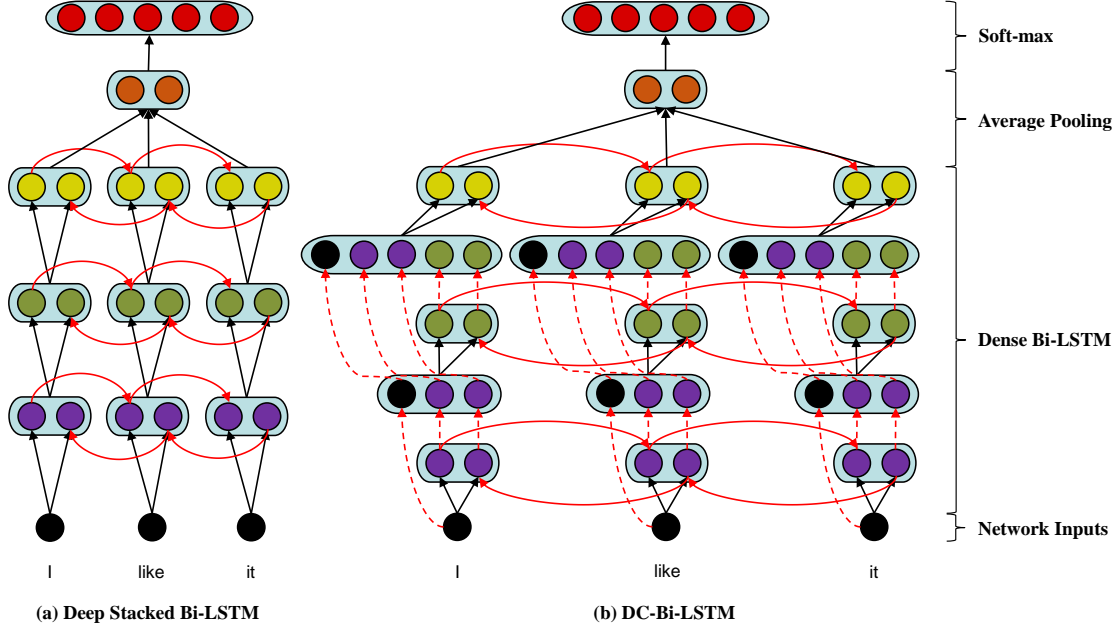 Soft-max
Average Pooling
Dense Bi-LSTM
Network Inputs
I like it
I like it
(a) Deep Stacked Bi-LSTM
(b) DC-Bi-LSTM